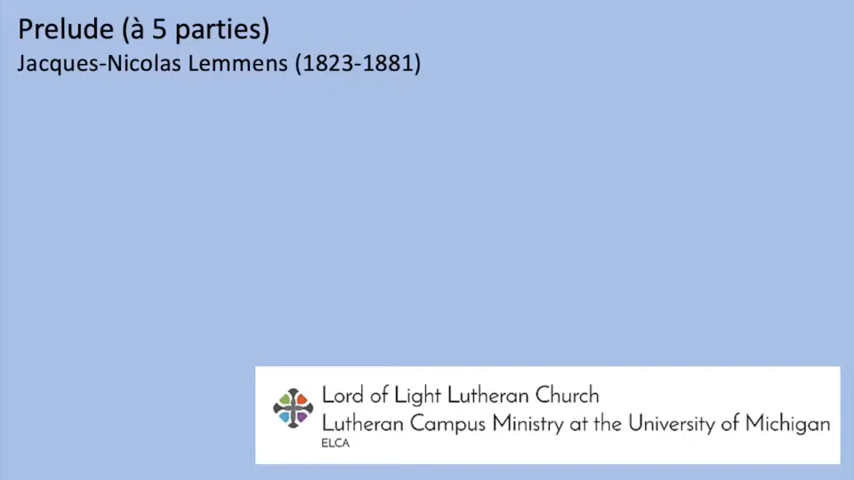 Prelude (à 5 parties)
Jacques-Nicolas Lemmens (1823-1881)
Lord of Light Lutheran Church
Lutheran Campus Ministry at the University of Michigan
ELCA